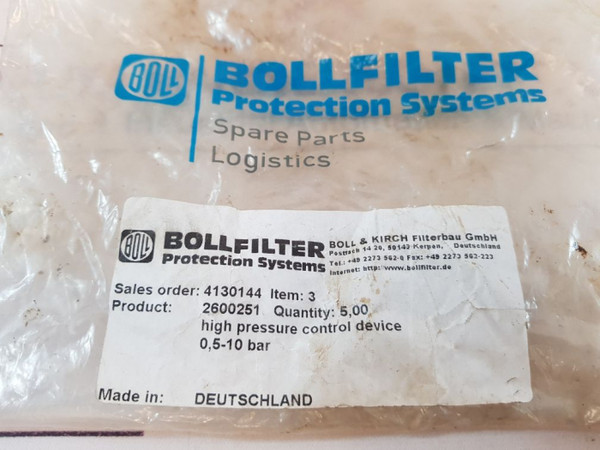 BOLL
BOLLFILTER
Protection Systems
Spare Parts
Logistics
BOLL
BOLLFILTER
Protection Systems
BOLL & KIRCH Filterbau GmbH
Postfach 14 20, 50143 Kerpen, Deutschland
Tel.: +49 2273 562-0 Fax: +49 2273 562-223
Internet: http://www.bollfilter.de
Sales order: 4130144 Item: 3
Product: 2600251 Quantity: 5,00
high pressure control device
0,5-10 bar
Made in: DEUTSCHLAND